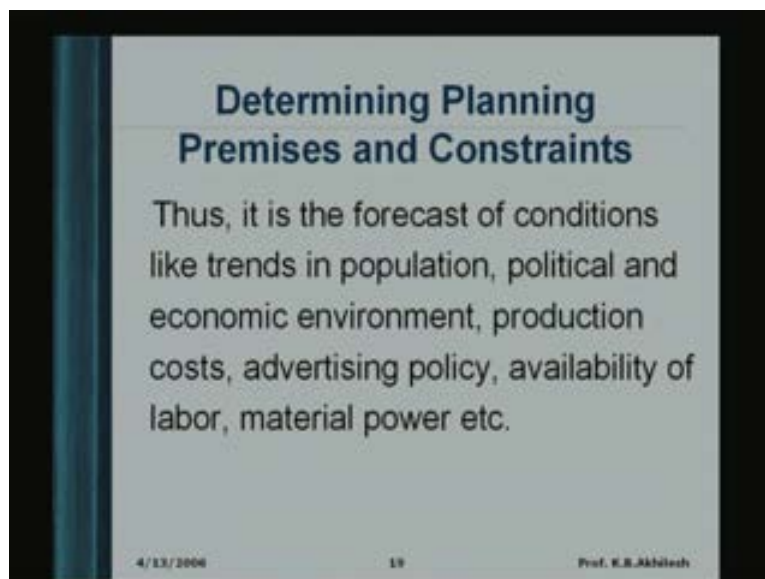 Determining Planning
Premises and Constraints
Thus, it is the forecast of conditions
like trends in population, political and
economic environment, production
costs, advertising policy, availability of
labor, material power etc.
4/13/2006 19 Prof. K.B.Akhilesh